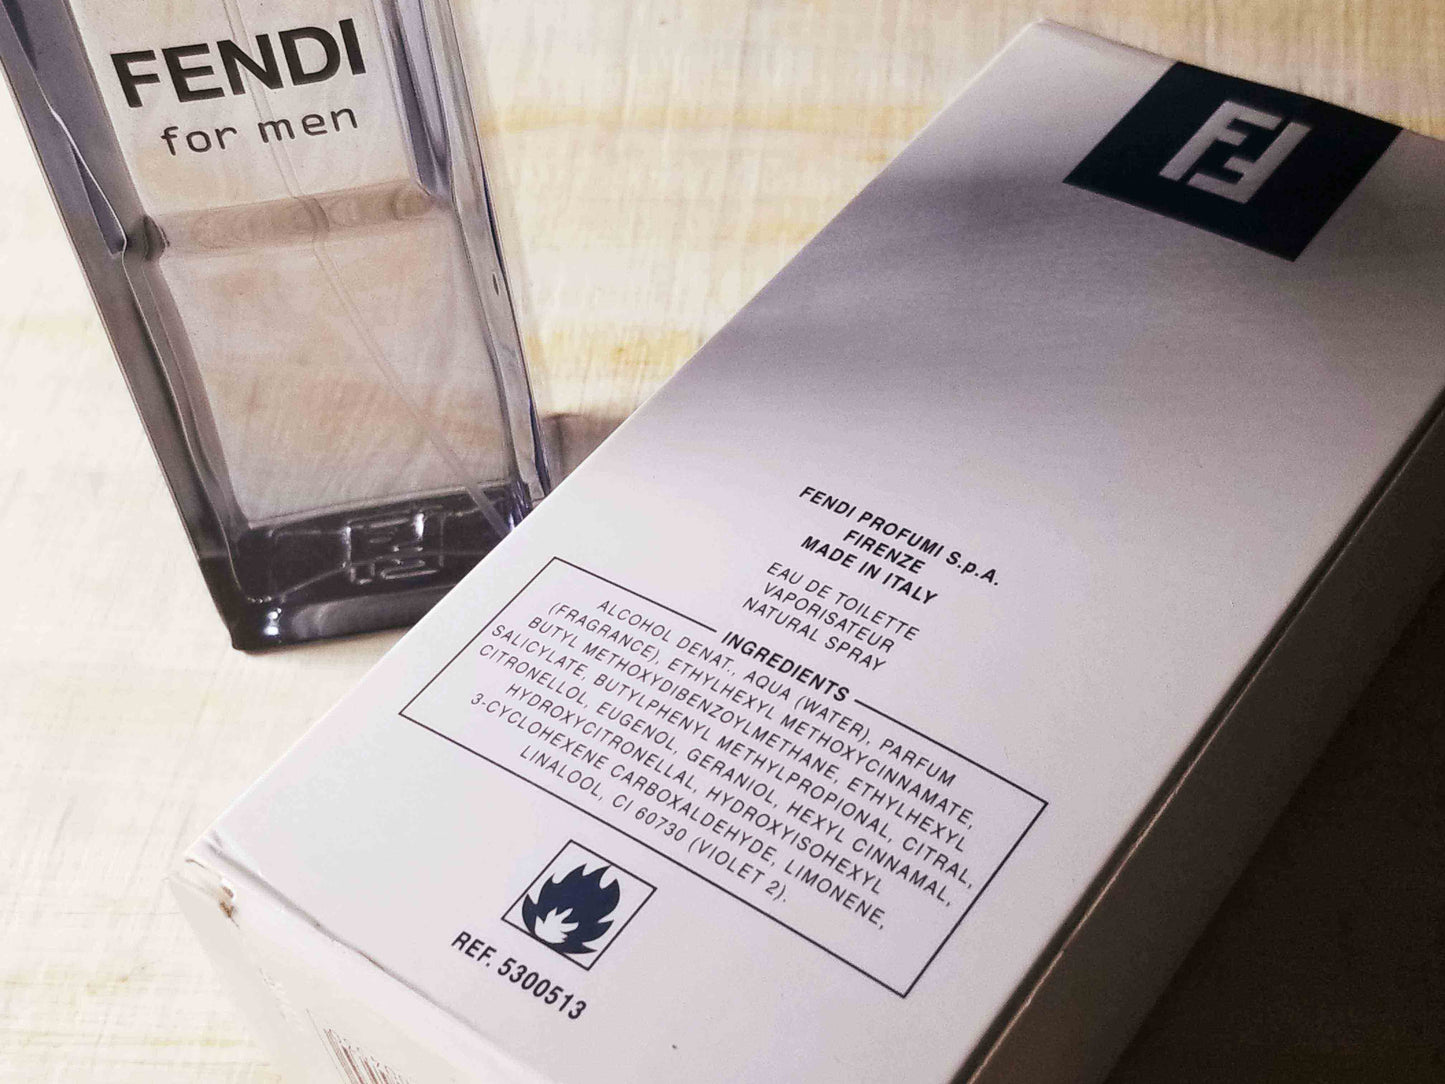 FENDI
for men
FENDI PROFUMI S.p.A.
FIRENZE
MADE IN ITALY
EAU DE TOILETTE
VAPORISATEUR
NATURAL SPRAY
INGREDIENTS
ALCOHOL DENAT., AQUA (WATER), PARFUM
(FRAGRANCE), ETHYLHEXYL METHOXYCINNAMATE,
BUTYL METHOXYDIBENZOYLMETHANE, ETHYLHEXYL
SALICYLATE, BUTYLPHENYL METHYLPROPIONAL, CITRAL,
CITRONELLOL, EUGENOL, GERANIOL, HEXYL CINNAMAL,
HYDROXYCITRONELLAL, HYDROXYISOHEXYL
3-CYCLOHEXENE CARBOXALDEHYDE, LIMONENE,
LINALOOL, CI 60730 (VIOLET 2).
REF. 5300513